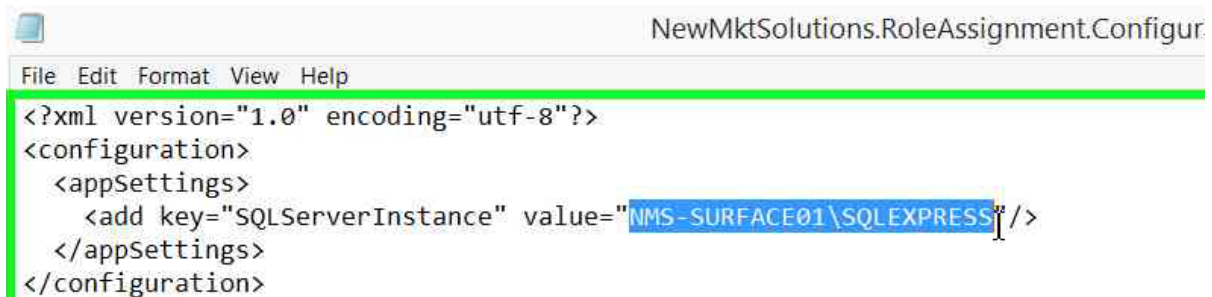 NewMktSolutions.RoleAssignment.Configur
File Edit Format View Help
<?xml version="1.0" encoding="utf-8"?>
<configuration>
  <appSettings>
    <add key="SQLServerInstance" value="NMS-SURFACE01\SQLEXPRESS"/>
  </appSettings>
</configuration>